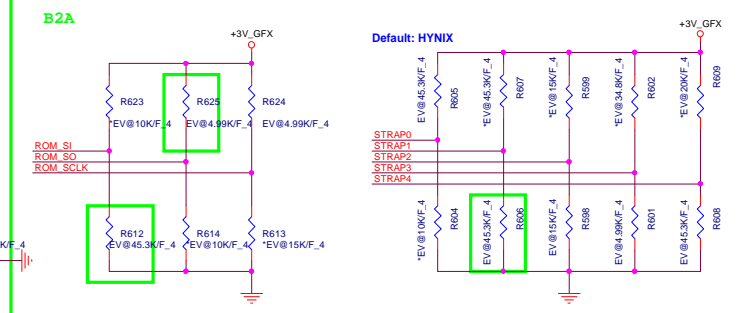 B2A
+3V_GFX
R623
*EV@10K/F_4
R625
EV@4.99K/F_4
R624
EV@4.99K/F_4
ROM_SI
ROM_SO
ROM_SCLK
R612
EV@45.3K/F_4
R614
*EV@10K/F_4
R613
*EV@15K/F_4
K/F_4
Default: HYNIX
+3V_GFX
EV@45.3K/F_4
R605
*EV@45.3K/F_4
R607
*EV@15K/F_4
R599
*EV@34.8K/F_4
R602
*EV@20K/F_4
R609
STRAP0
STRAP1
STRAP2
STRAP3
STRAP4
*EV@10K/F_4
R604
EV@45.3K/F_4
R606
EV@15K/F_4
R598
EV@4.99K/F_4
R601
EV@45.3K/F_4
R608